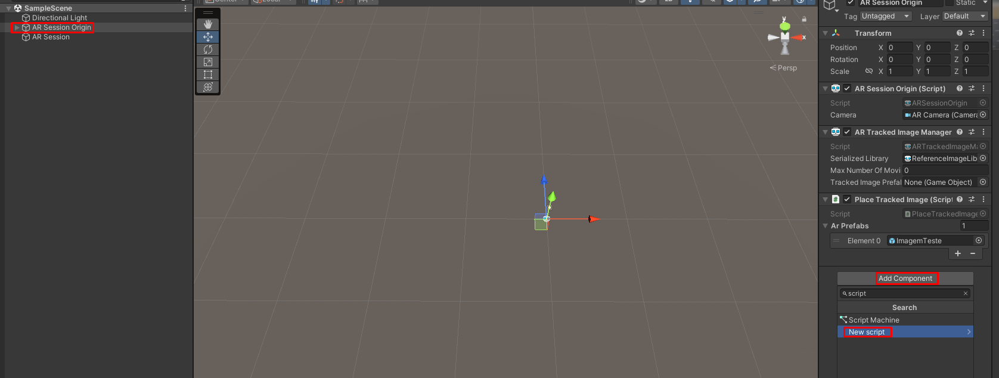 SampleScene
Directional Light
AR Session Origin
AR Session
Persp
y
x
AR Session Origin
Static
Tag Untagged Layer Default
Transform
Position X 0 Y 0 Z 0
Rotation X 0 Y 0 Z 0
Scale X 1 Y 1 Z 1
AR Session Origin (Script)
Script ARSessionOrigin
Camera AR Camera (Camera
AR Tracked Image Manager
Script ARTrackedImageMa
Serialized Library ReferenceImageLib
Max Number Of Movi 0
Tracked Image Prefal None (Game Object)
Place Tracked Image (Script
Script PlaceTrackedImage
Ar Prefabs 1
Element 0 ImagemTeste
+ −
Add Component
script
Search
Script Machine
New script